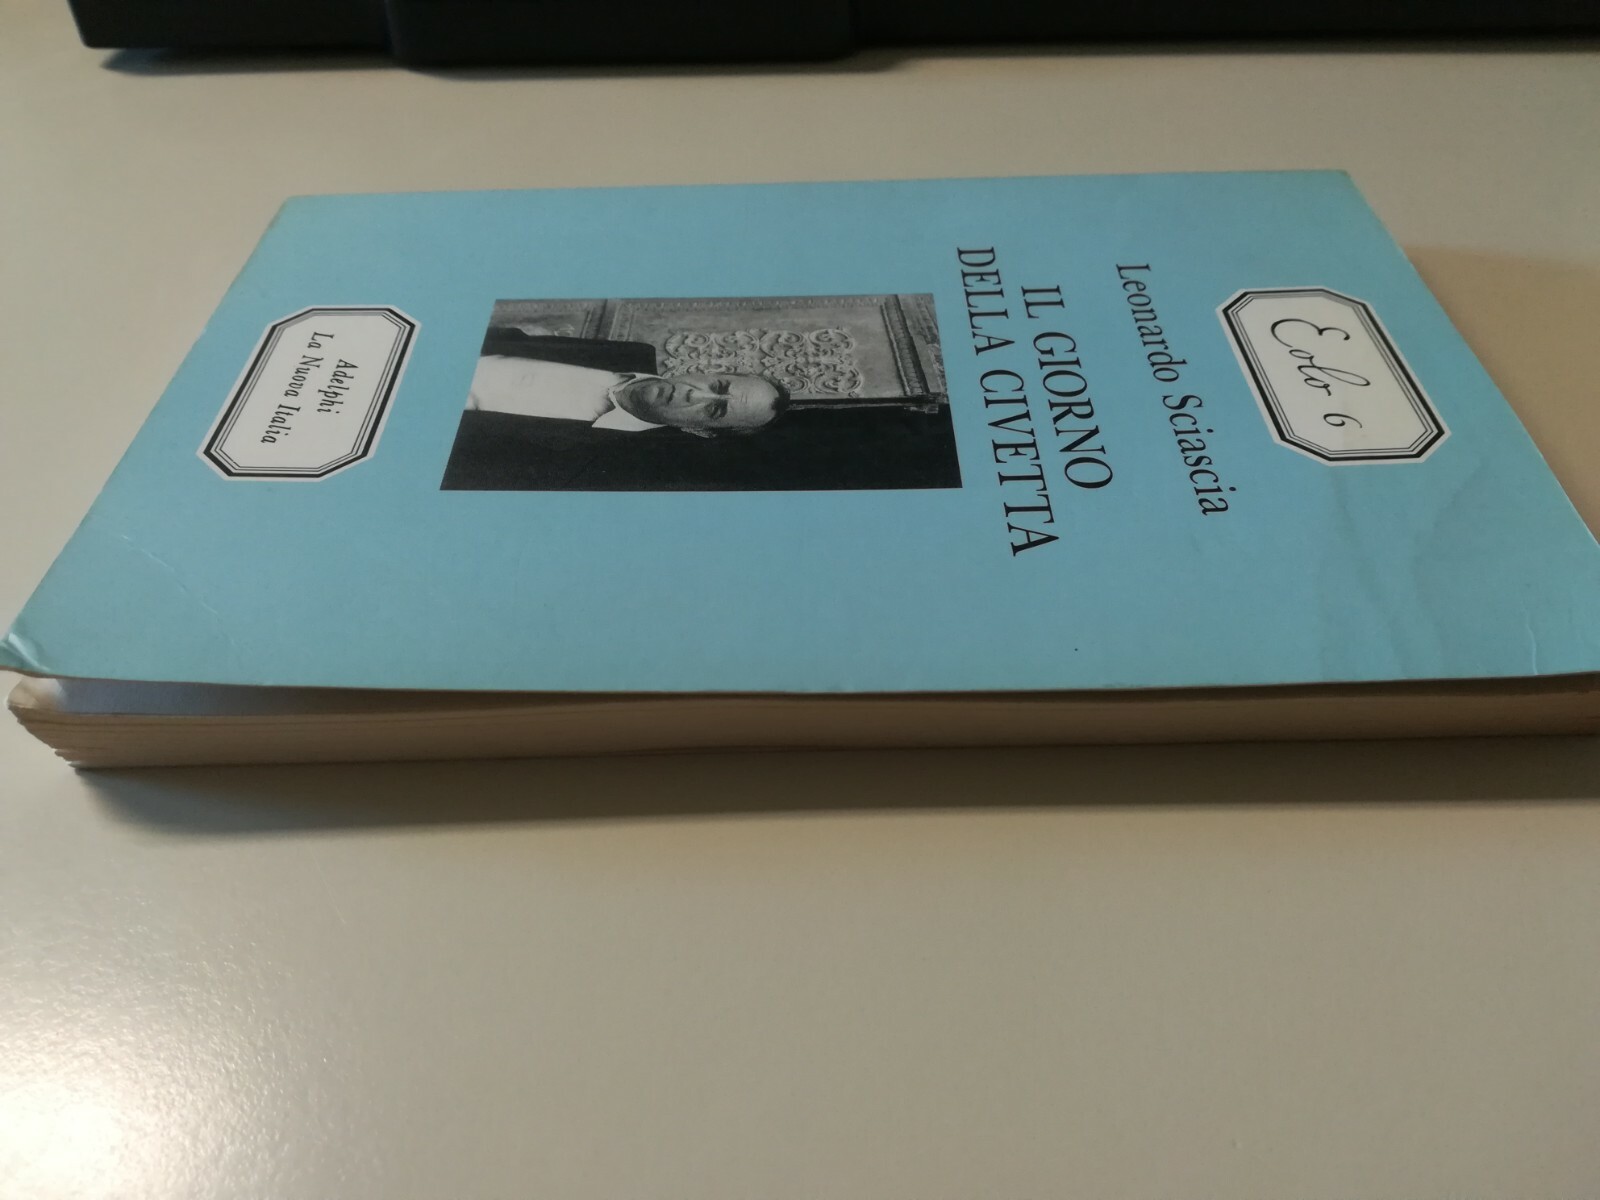 Eolo 6
Leonardo Sciascia
IL GIORNO
DELLA CIVETTA
Adelphi
La Nuova Italia